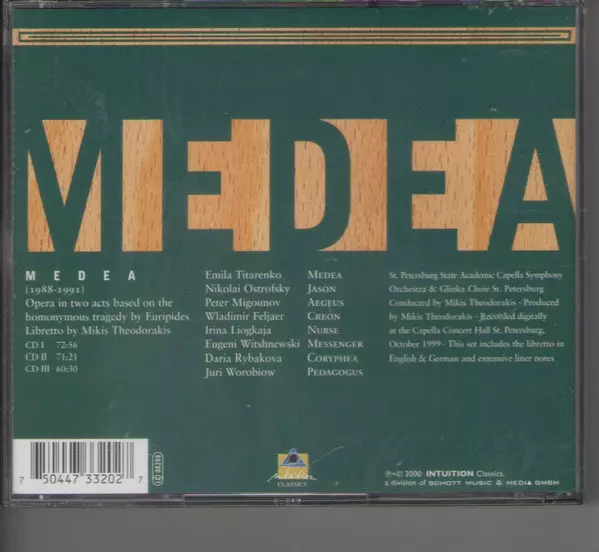 MEDEA
MEDEA
(1988-1991)
Opera in two acts based on the
homonymous tragedy by Euripides
Libretto by Mikis Theodorakis
CD I 72:56
CD II 71:21
CD III 60:30
Emila Titarenko MEDEA
Nikolai Ostrofsky JASON
Peter Migounov AEGEUS
Wladimir Feljaer CREON
Irina Liogkaja NURSE
Eugeni Witshnewski MESSENGER
Daria Rybakova CORYPHEA
Juri Worobiow PEDAGOGUS
St. Petersburg State Academic Capella Symphony
Orchestra & Glinka Choir St. Petersburg
Conducted by Mikis Theodorakis - Produced
by Mikis Theodorakis - Recorded digitally
at the Capella Concert Hall St. Petersburg,
October 1999 - This set includes the libretto in
English & German and extensive liner notes
7 50447 33202 7
LC 08399
CLASSICS
℗+© 2000 INTUITION Classics.
a division of SCHOTT MUSIC & MEDIA GMBH